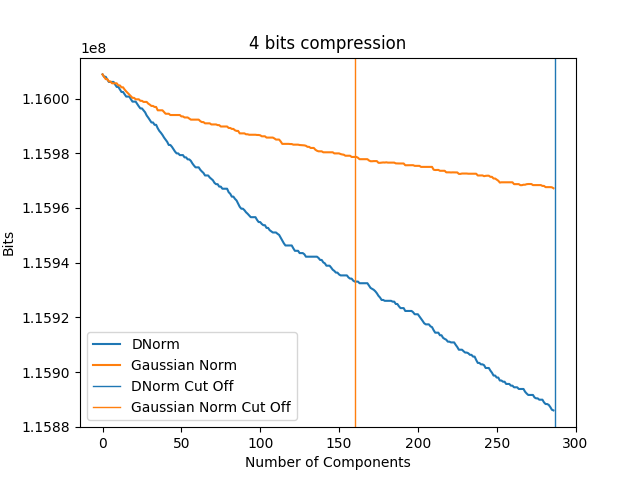 4 bits compression
1e8
1.1600
1.1598
1.1596
1.1594
1.1592
1.1590
1.1588
Bits
DNorm
Gaussian Norm
DNorm Cut Off
Gaussian Norm Cut Off
0 50 100 150 200 250 300
Number of Components